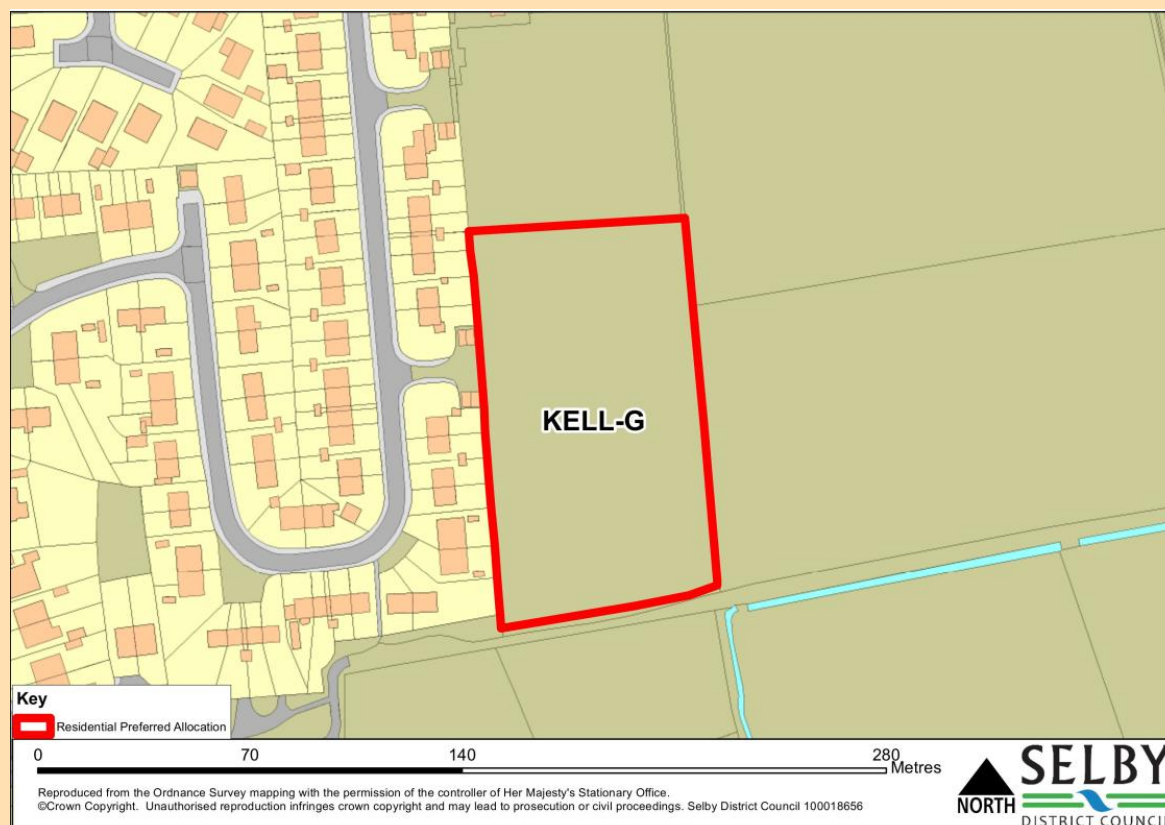 KELL-G
Key
Residential Preferred Allocation
0 70 140 280
Metres
Reproduced from the Ordnance Survey mapping with the permission of the controller of Her Majesty's Stationary Office.
©Crown Copyright. Unauthorised reproduction infringes crown copyright and may lead to prosecution or civil proceedings. Selby District Council 100018656
NORTH
SELBY
DISTRICT COUNCIL